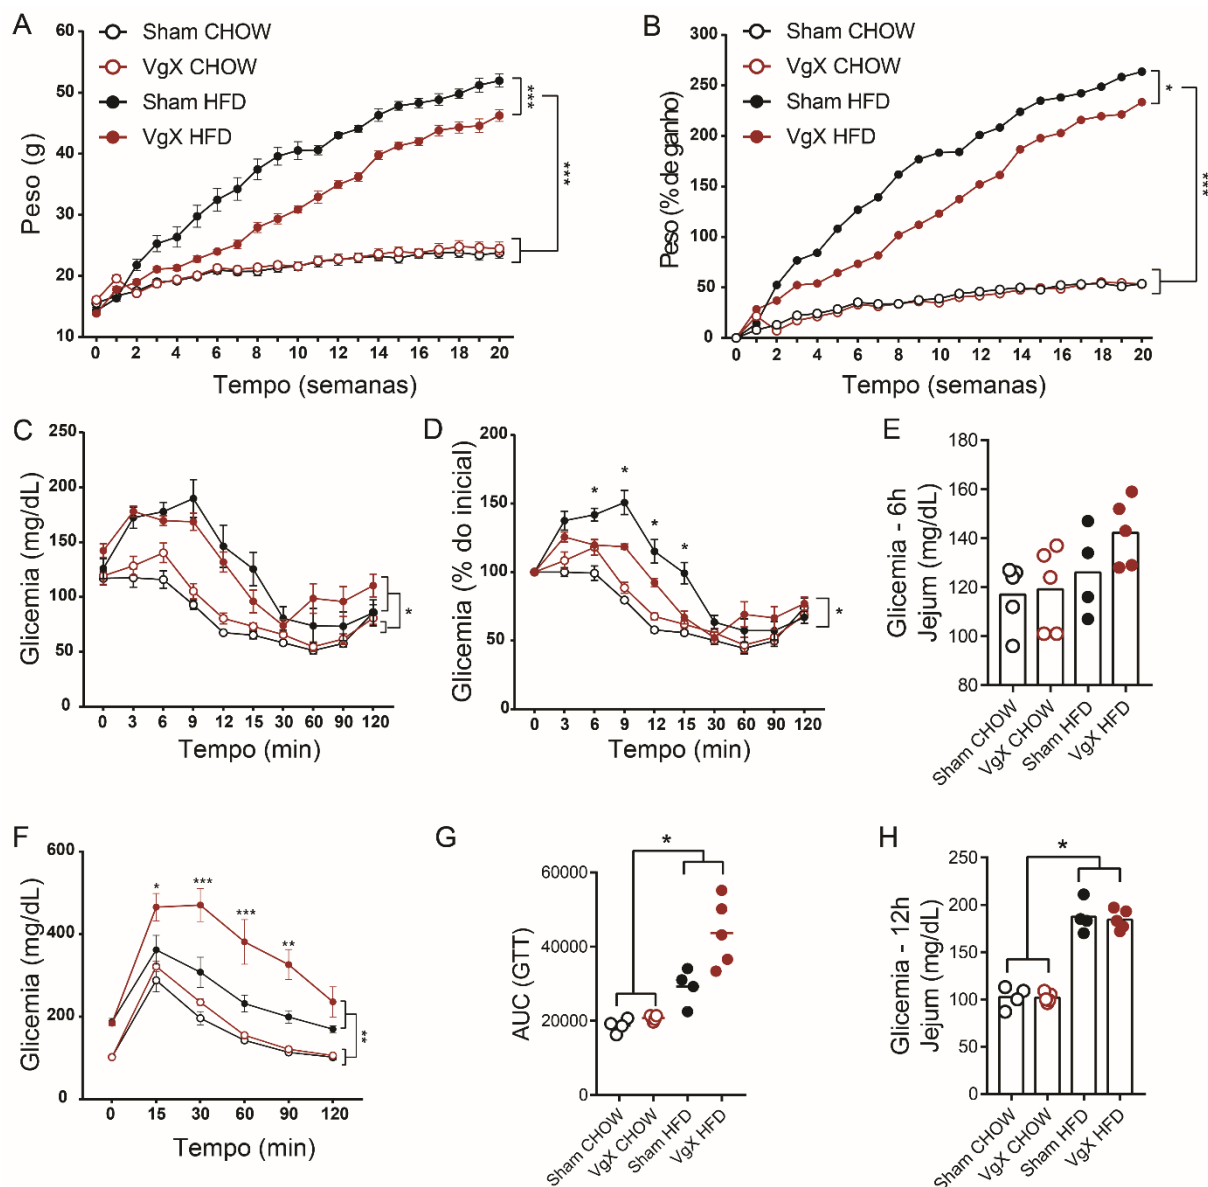 A
Sham CHOW
VgX CHOW
Sham HFD
VgX HFD
Peso (g)
60
50
40
30
20
10
0 2 4 6 8 10 12 14 16 18 20
Tempo (semanas)
***
***
B
Sham CHOW
VgX CHOW
Sham HFD
VgX HFD
Peso (% de ganho)
300
250
200
150
100
50
0
0 2 4 6 8 10 12 14 16 18 20
Tempo (semanas)
*
***
C
Glicemia (mg/dL)
250
200
150
100
50
0
0 3 6 9 12 15 30 60 90 120
Tempo (min)
*
D
Glicemia (% do inicial)
200
150
100
50
0
0 3 6 9 12 15 30 60 90 120
Tempo (min)
* * * *
*
E
Glicemia - 6h
Jejum (mg/dL)
180
160
140
120
100
80
Sham CHOW
VgX CHOW
Sham HFD
VgX HFD
F
Glicemia (mg/dL)
600
400
200
0
0 15 30 60 90 120
Tempo (min)
* *** *** **
**
G
AUC (GTT)
60000
40000
20000
0
Sham CHOW
VgX CHOW
Sham HFD
VgX HFD
*
H
Glicemia - 12h
Jejum (mg/dL)
250
200
150
100
50
0
Sham CHOW
VgX CHOW
Sham HFD
VgX HFD
*